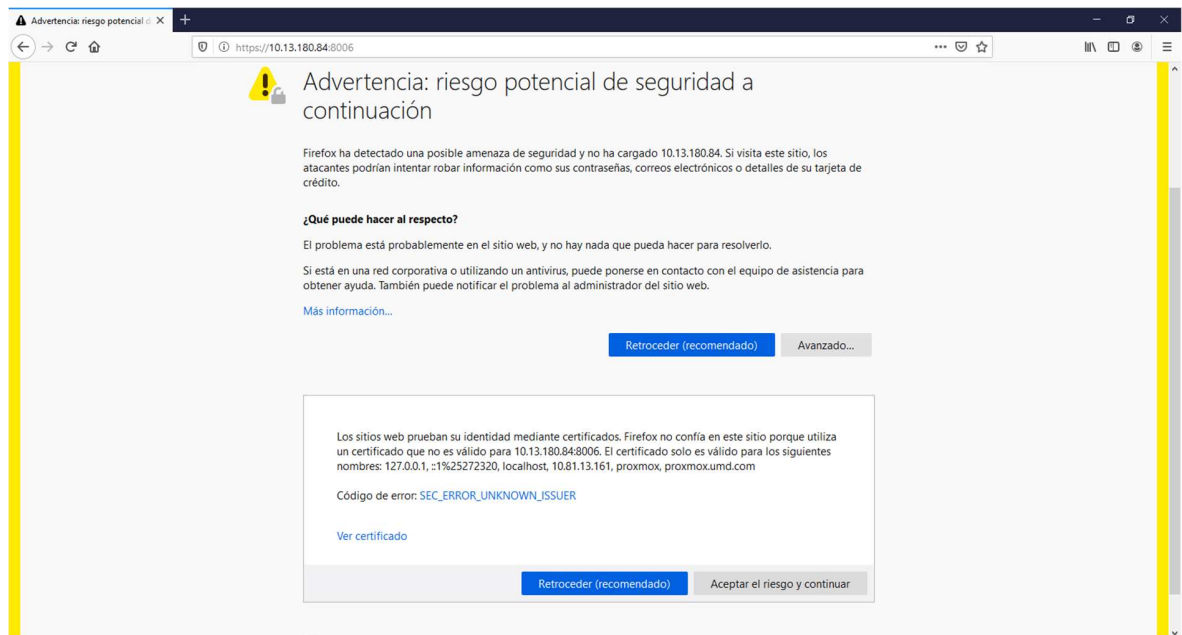 Advertencia: riesgo potencial d
https://10.13.180.84:8006
Advertencia: riesgo potencial de seguridad a
continuación
Firefox ha detectado una posible amenaza de seguridad y no ha cargado 10.13.180.84. Si visita este sitio, los
atacantes podrían intentar robar información como sus contraseñas, correos electrónicos o detalles de su tarjeta de
crédito.
¿Qué puede hacer al respecto?
El problema está probablemente en el sitio web, y no hay nada que pueda hacer para resolverlo.
Si está en una red corporativa o utilizando un antivirus, puede ponerse en contacto con el equipo de asistencia para
obtener ayuda. También puede notificar el problema al administrador del sitio web.
Más información...
Retroceder (recomendado) Avanzado...
Los sitios web prueban su identidad mediante certificados. Firefox no confía en este sitio porque utiliza
un certificado que no es válido para 10.13.180.84:8006. El certificado solo es válido para los siguientes
nombres: 127.0.0.1, ::1%25272320, localhost, 10.81.13.161, proxmox, proxmox.umd.com
Código de error: SEC_ERROR_UNKNOWN_ISSUER
Ver certificado
Retroceder (recomendado) Aceptar el riesgo y continuar